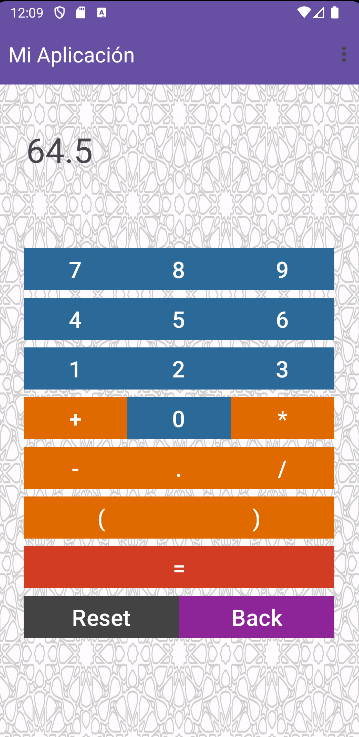 12:09
Mi Aplicación
64.5
7 8 9
4 5 6
1 2 3
+ 0 *
- . /
( )
=
Reset Back